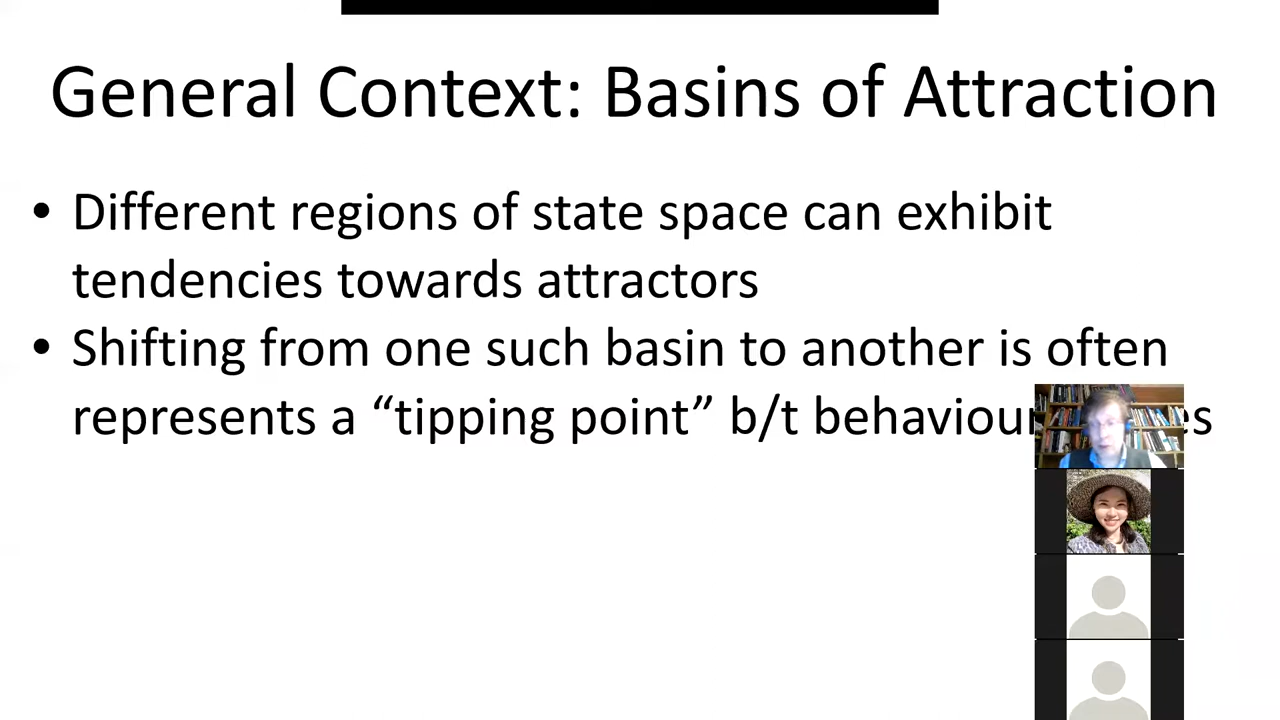 General Context: Basins of Attraction
• Different regions of state space can exhibit
tendencies towards attractors
• Shifting from one such basin to another is often
represents a “tipping point” b/t behaviour